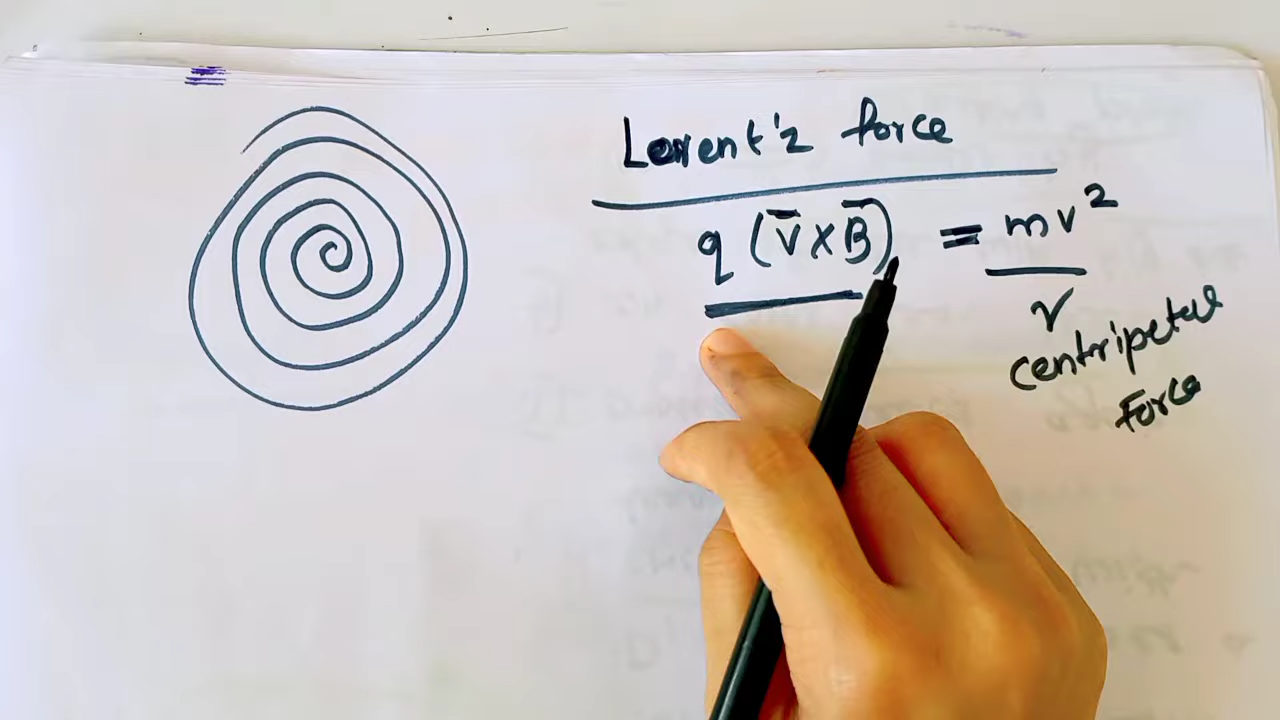 Lorent'z force
q (v̄ × B̄) = mv²
r
centripetal
Force